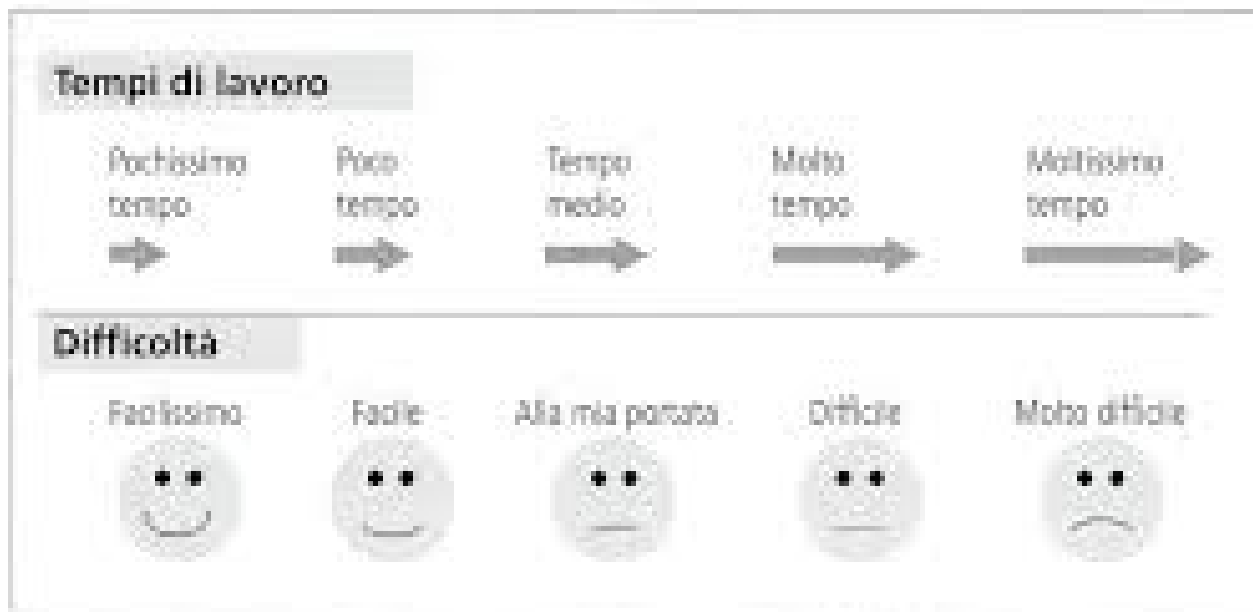 Tempi di lavoro
Pochissimo tempo
Poco tempo
Tempo medio
Molto tempo
Moltissimo tempo
Difficoltà
Facilissimo
Facile
Alla mia portata
Difficile
Molto difficile